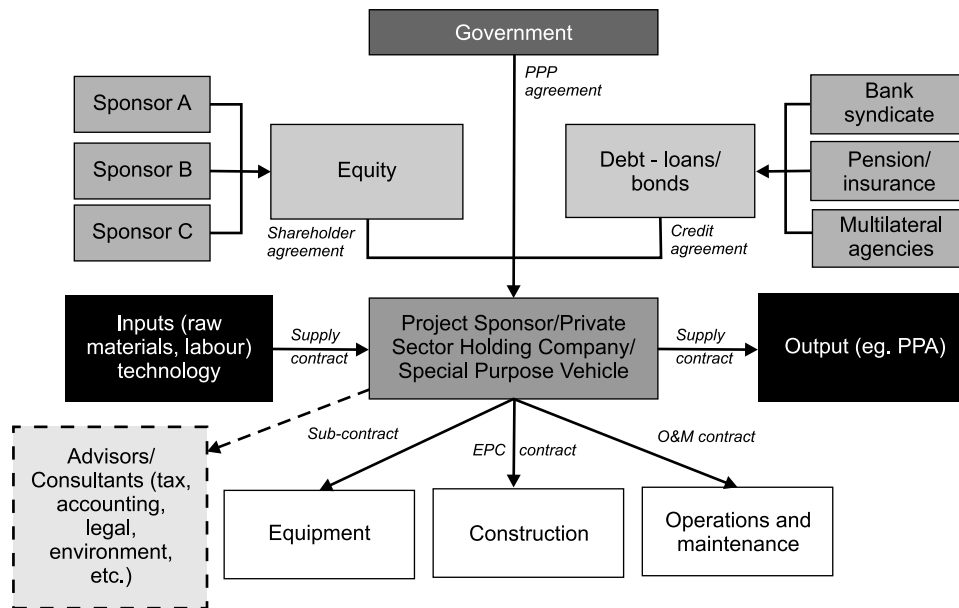 Government
PPP
agreement
Sponsor A
Sponsor B
Sponsor C
Equity
Debt - loans/
bonds
Bank
syndicate
Pension/
insurance
Multilateral
agencies
Shareholder
agreement
Credit
agreement
Inputs (raw
materials, labour)
technology
Supply
contract
Project Sponsor/Private
Sector Holding Company/
Special Purpose Vehicle
Supply
contract
Output (eg. PPA)
Sub-contract
EPC contract
O&M contract
Advisors/
Consultants (tax,
accounting,
legal,
environment,
etc.)
Equipment
Construction
Operations and
maintenance